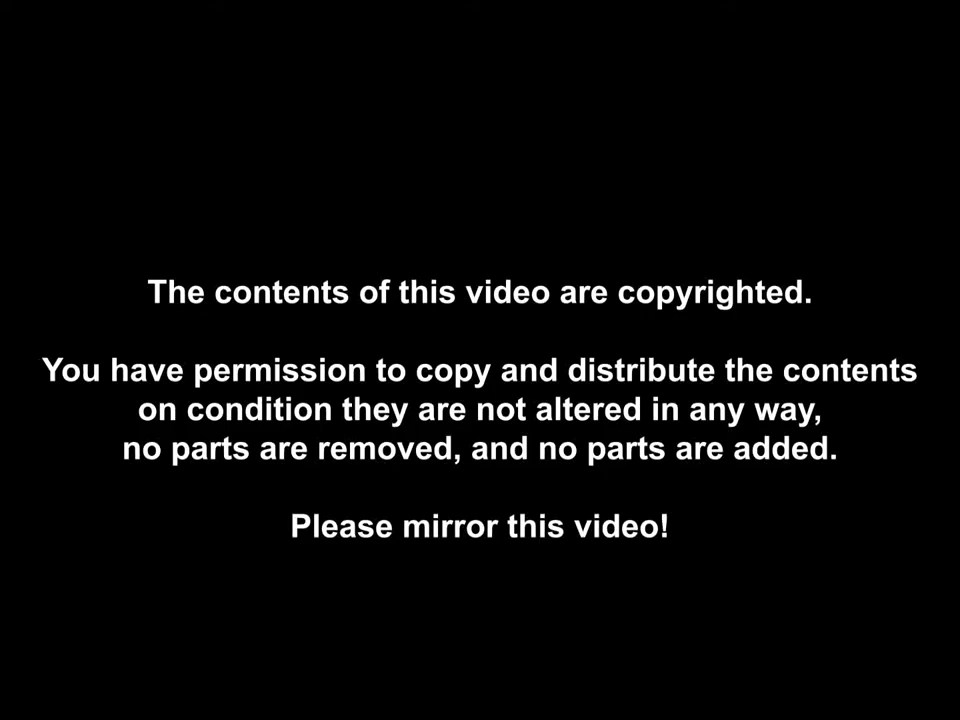 The contents of this video are copyrighted.
You have permission to copy and distribute the contents
on condition they are not altered in any way,
no parts are removed, and no parts are added.
Please mirror this video!